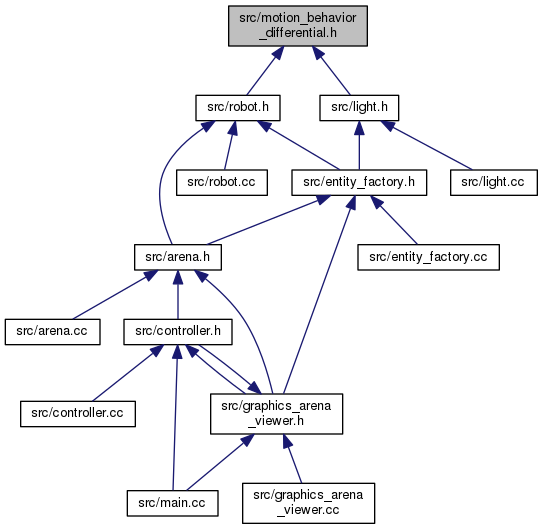 src/motion_behavior
_differential.h
src/robot.h
src/light.h
src/robot.cc
src/entity_factory.h
src/light.cc
src/arena.h
src/entity_factory.cc
src/arena.cc
src/controller.h
src/controller.cc
src/graphics_arena
_viewer.h
src/main.cc
src/graphics_arena
_viewer.cc